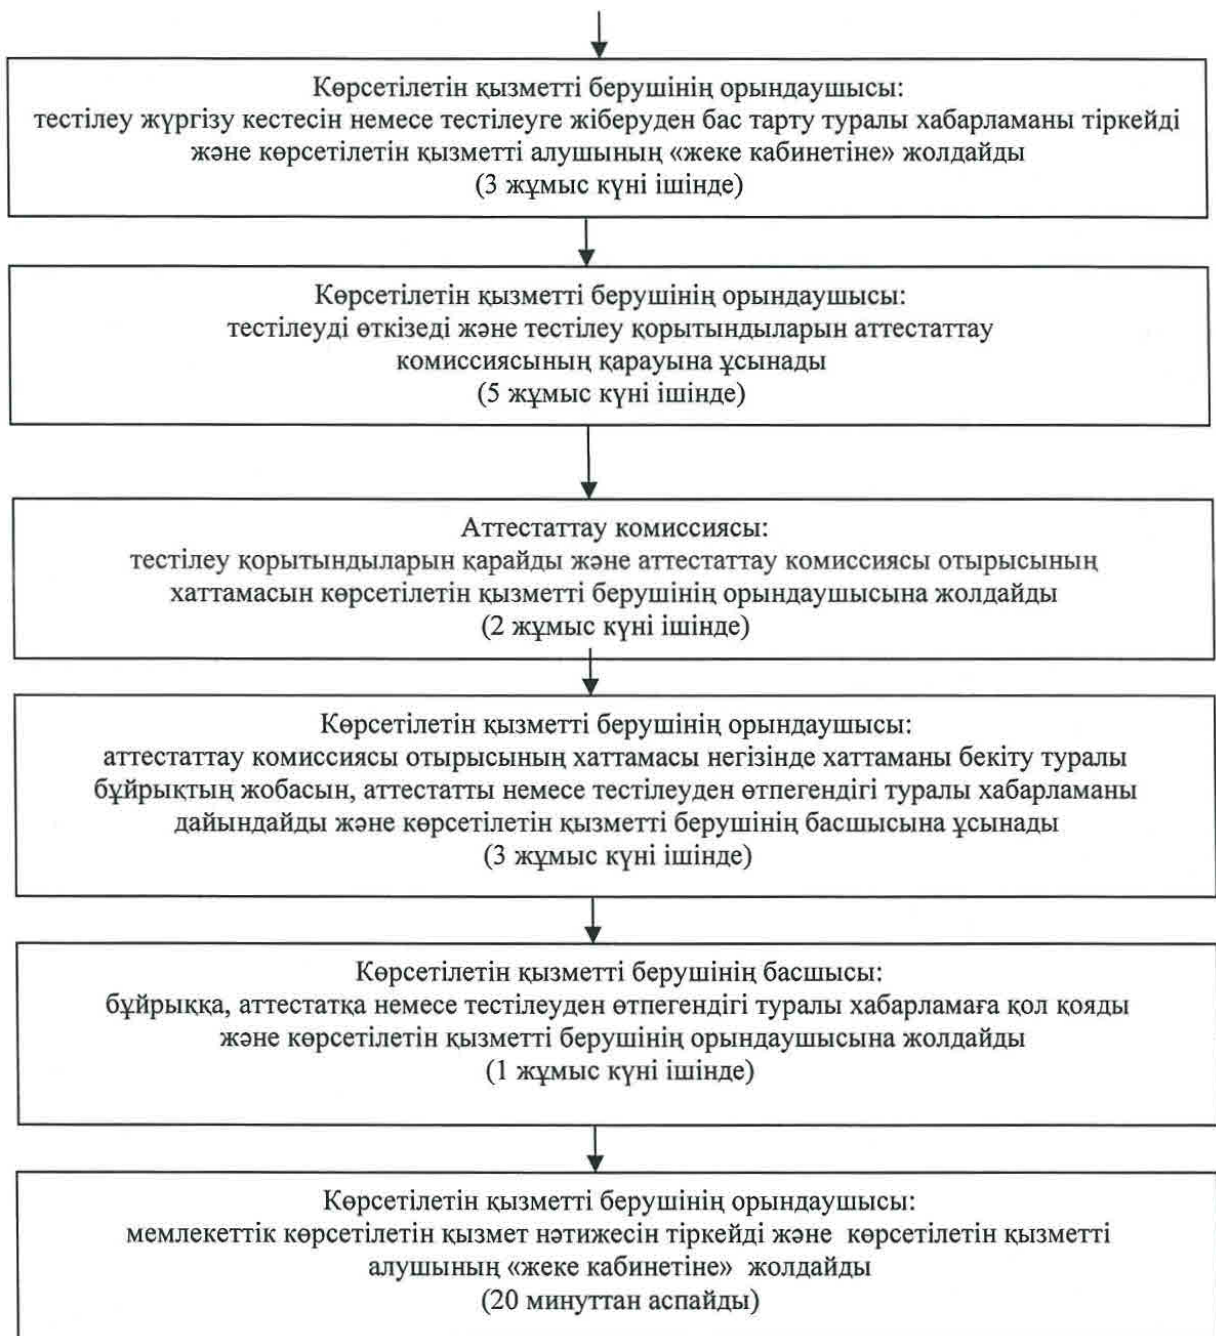 Көрсетілетін қызметті берушінің орындаушысы:
тестілеу жүргізу кестесін немесе тестілеуге жіберуден бас тарту туралы хабарламаны тіркейді
және көрсетілетін қызметті алушының «жеке кабинетіне» жолдайды
(3 жұмыс күні ішінде)
Көрсетілетін қызметті берушінің орындаушысы:
тестілеуді өткізеді және тестілеу қорытындыларын аттестаттау
комиссиясының қарауына ұсынады
(5 жұмыс күні ішінде)
Аттестаттау комиссиясы:
тестілеу қорытындыларын қарайды және аттестаттау комиссиясы отырысының
хаттамасын көрсетілетін қызметті берушінің орындаушысына жолдайды
(2 жұмыс күні ішінде)
Көрсетілетін қызметті берушінің орындаушысы:
аттестаттау комиссиясы отырысының хаттамасы негізінде хаттаманы бекіту туралы
бұйрықтың жобасын, аттестатты немесе тестілеуден өтпегендігі туралы хабарламаны
дайындайды және көрсетілетін қызметті берушінің басшысына ұсынады
(3 жұмыс күні ішінде)
Көрсетілетін қызметті берушінің басшысы:
бұйрыққа, аттестатқа немесе тестілеуден өтпегендігі туралы хабарламаға қол қояды
және көрсетілетін қызметті берушінің орындаушысына жолдайды
(1 жұмыс күні ішінде)
Көрсетілетін қызметті берушінің орындаушысы:
мемлекеттік көрсетілетін қызмет нәтижесін тіркейді және көрсетілетін қызметті
алушының «жеке кабинетіне» жолдайды
(20 минуттан аспайды)